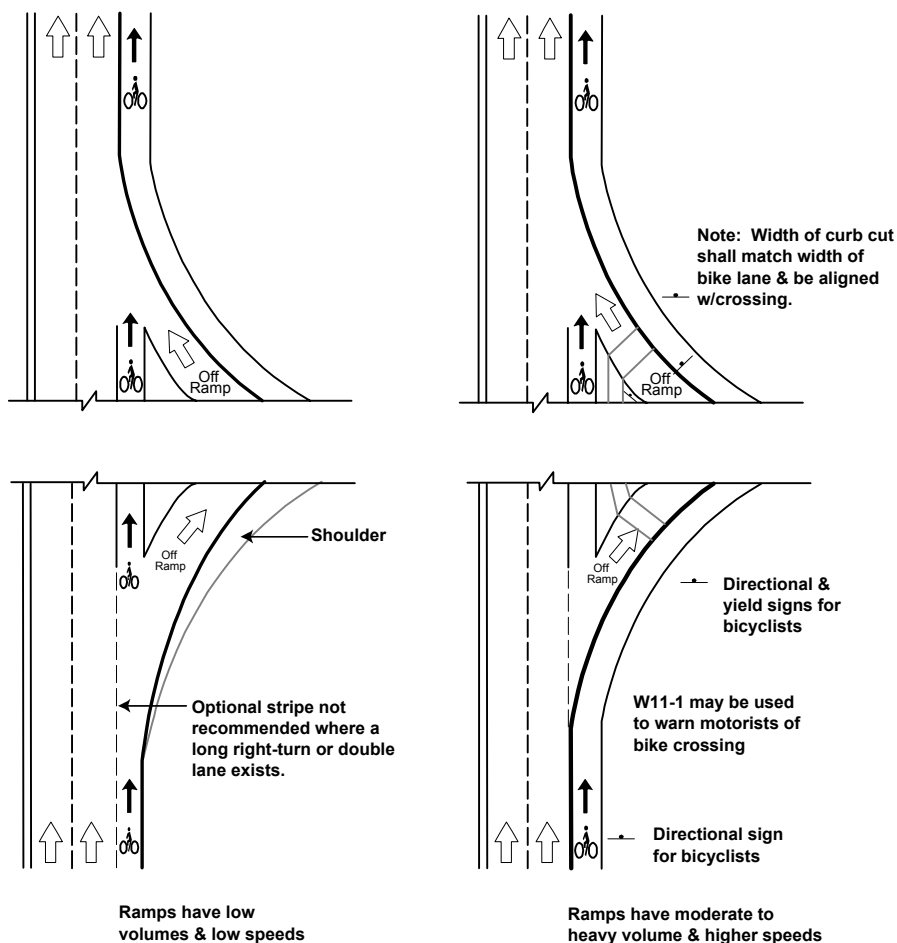 Note: Width of curb cut
shall match width of
bike lane & be aligned
w/crossing.
Off
Ramp
Off
Ramp
Shoulder
Off
Ramp
Off
Ramp
Directional &
yield signs for
bicyclists
Optional stripe not
recommended where a
long right-turn or double
lane exists.
W11-1 may be used
to warn motorists of
bike crossing
Directional sign
for bicyclists
Ramps have low
volumes & low speeds
Ramps have moderate to
heavy volume & higher speeds